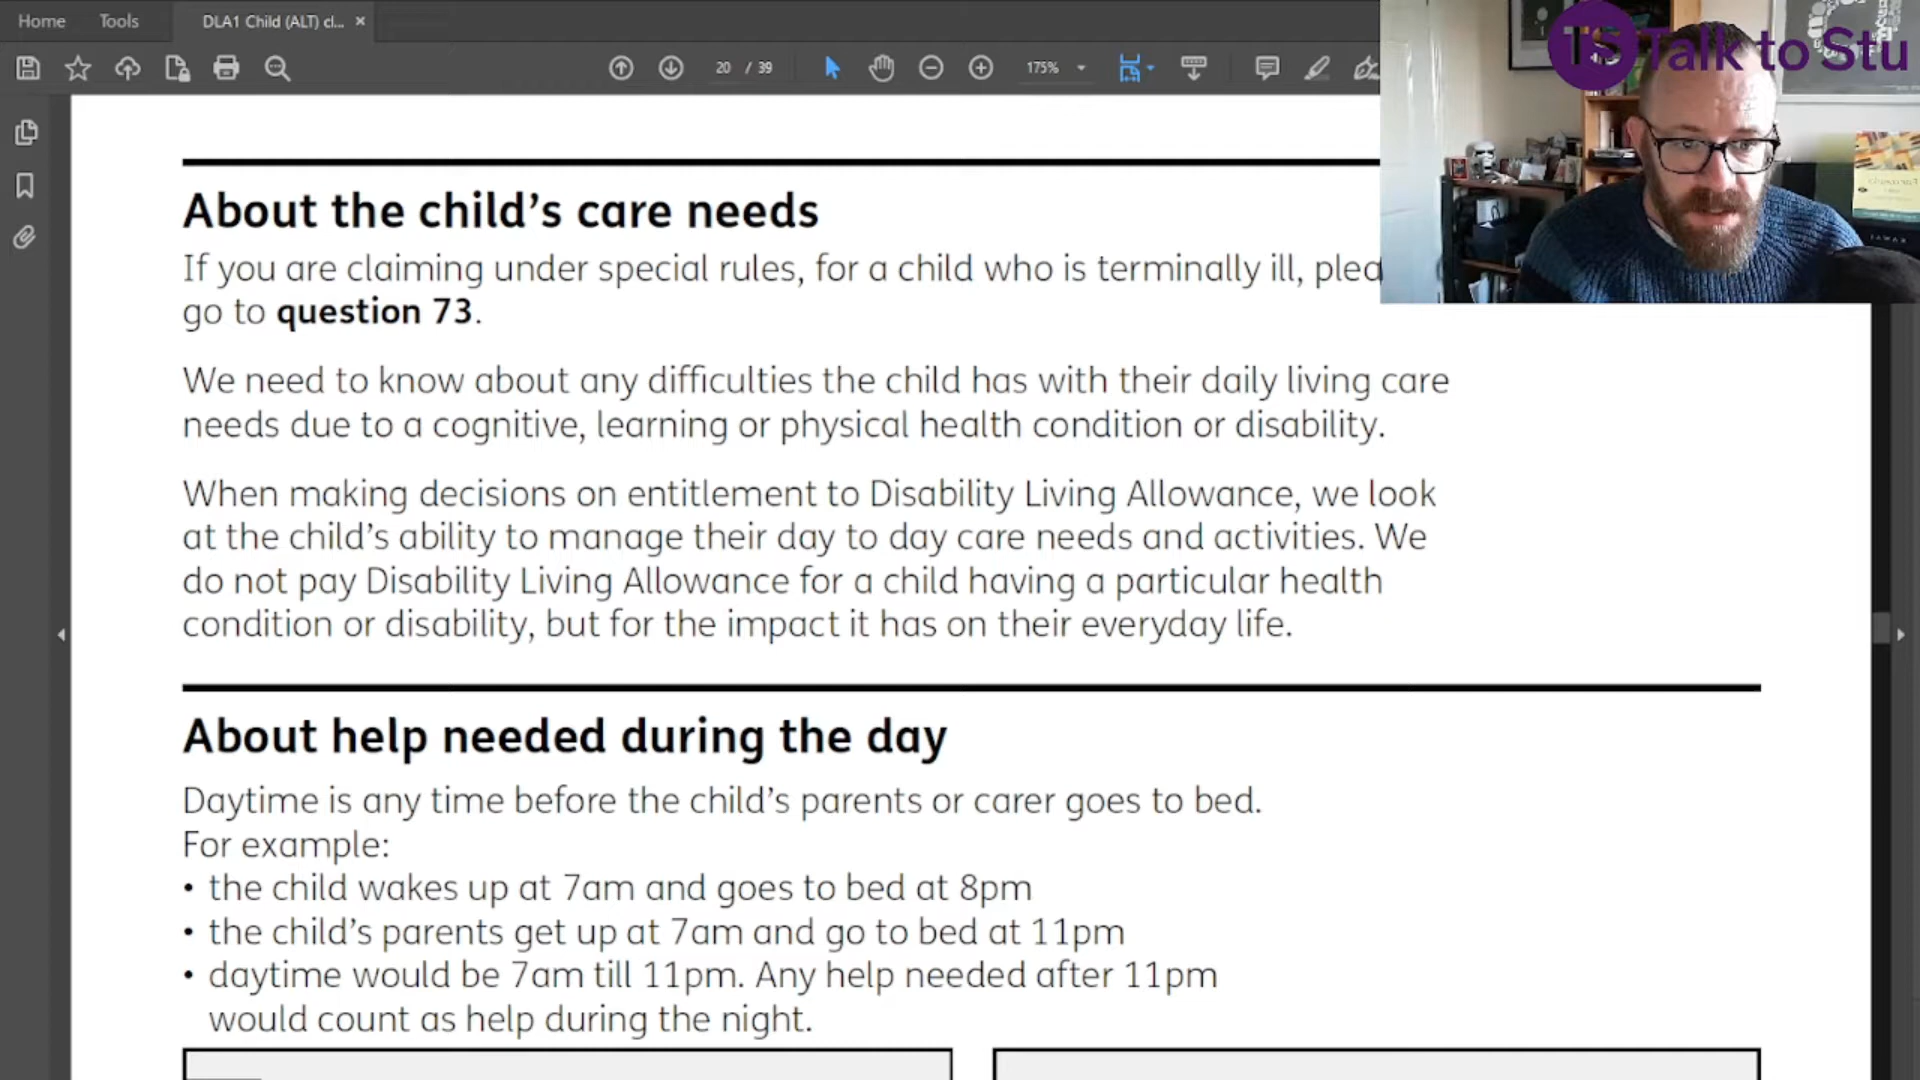 Home
Tools
DLA1 Child (ALT) cl... ×
20 / 39
175%
TS Talk to Stu
About the child's care needs
If you are claiming under special rules, for a child who is terminally ill,
go to question 73.
We need to know about any difficulties the child has with their daily living care
needs due to a cognitive, learning or physical health condition or disability.
When making decisions on entitlement to Disability Living Allowance, we look
at the child's ability to manage their day to day care needs and activities. We
do not pay Disability Living Allowance for a child having a particular health
condition or disability, but for the impact it has on their everyday life.
About help needed during the day
Daytime is any time before the child's parents or carer goes to bed.
For example:
• the child wakes up at 7am and goes to bed at 8pm
• the child's parents get up at 7am and go to bed at 11pm
• daytime would be 7am till 11pm. Any help needed after 11pm
would count as help during the night.